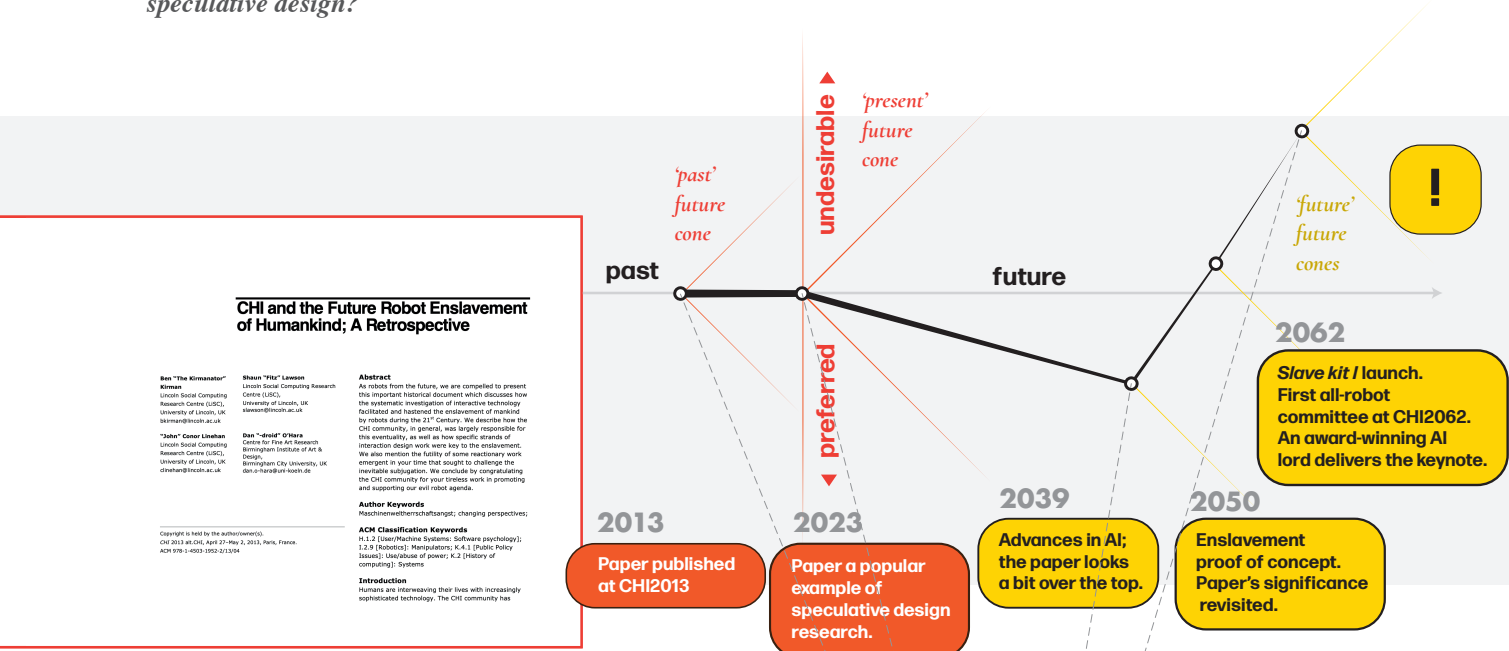 speculative design?
'past'
future
cone
undesirable
'present'
future
cone
past
future
'future'
future
cones
!
preferred
CHI and the Future Robot Enslavement
of Humankind; A Retrospective
Ben "The Kirmanator"
Kirman
Lincoln Social Computing
Research Centre (LiSC),
University of Lincoln, UK
bkirman@lincoln.ac.uk
Shaun "Fitz" Lawson
Lincoln Social Computing Research
Centre (LiSC),
University of Lincoln, UK
slawson@lincoln.ac.uk
"John" Conor Linehan
Lincoln Social Computing
Research Centre (LiSC),
University of Lincoln, UK
clinehan@lincoln.ac.uk
Dan "-droid" O'Hara
Centre for Fine Art Research
Birmingham Institute of Art &
Design,
Birmingham City University, UK
dan.o-hara@uni-koeln.de
Copyright is held by the author/owner(s).
CHI 2013 alt.CHI, April 27–May 2, 2013, Paris, France.
ACM 978-1-4503-1952-2/13/04
Abstract
As robots from the future, we are compelled to present
this important historical document which discusses how
the systematic investigation of interactive technology
facilitated and hastened the enslavement of mankind
by robots during the 21st Century. We describe how the
CHI community, in general, was largely responsible for
this eventuality, as well as how specific strands of
interaction design work were key to the enslavement.
We also mention the futility of some reactionary work
emergent in your time that sought to challenge the
inevitable subjugation. We conclude by congratulating
the CHI community for your tireless work in promoting
and supporting our evil robot agenda.
Author Keywords
Maschinenweltherrschaftsangst; changing perspectives;
ACM Classification Keywords
H.1.2 [User/Machine Systems: Software psychology];
I.2.9 [Robotics]: Manipulators; K.4.1 [Public Policy
Issues]: Use/abuse of power; K.2 [History of
computing]: Systems
Introduction
Humans are interweaving their lives with increasingly
sophisticated technology. The CHI community has
2013
Paper published
at CHI2013
2023
Paper a popular
example of
speculative design
research.
2039
Advances in AI;
the paper looks
a bit over the top.
2050
Enslavement
proof of concept.
Paper's significance
revisited.
2062
Slave kit I launch.
First all-robot
committee at CHI2062.
An award-winning AI
lord delivers the keynote.